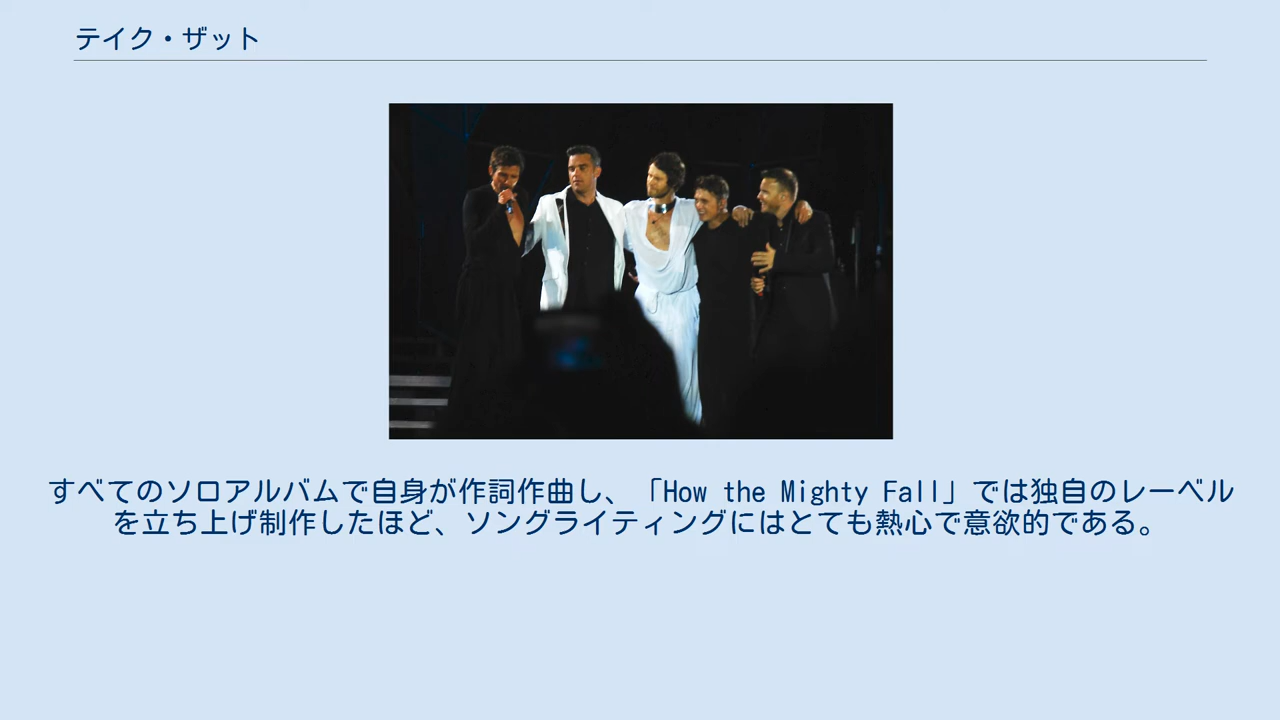 テイク・ザット
すべてのソロアルバムで自身が作詞作曲し、「How the Mighty Fall」では独自のレーベル
を立ち上げ制作したほど、ソングライティングにはとても熱心で意欲的である。